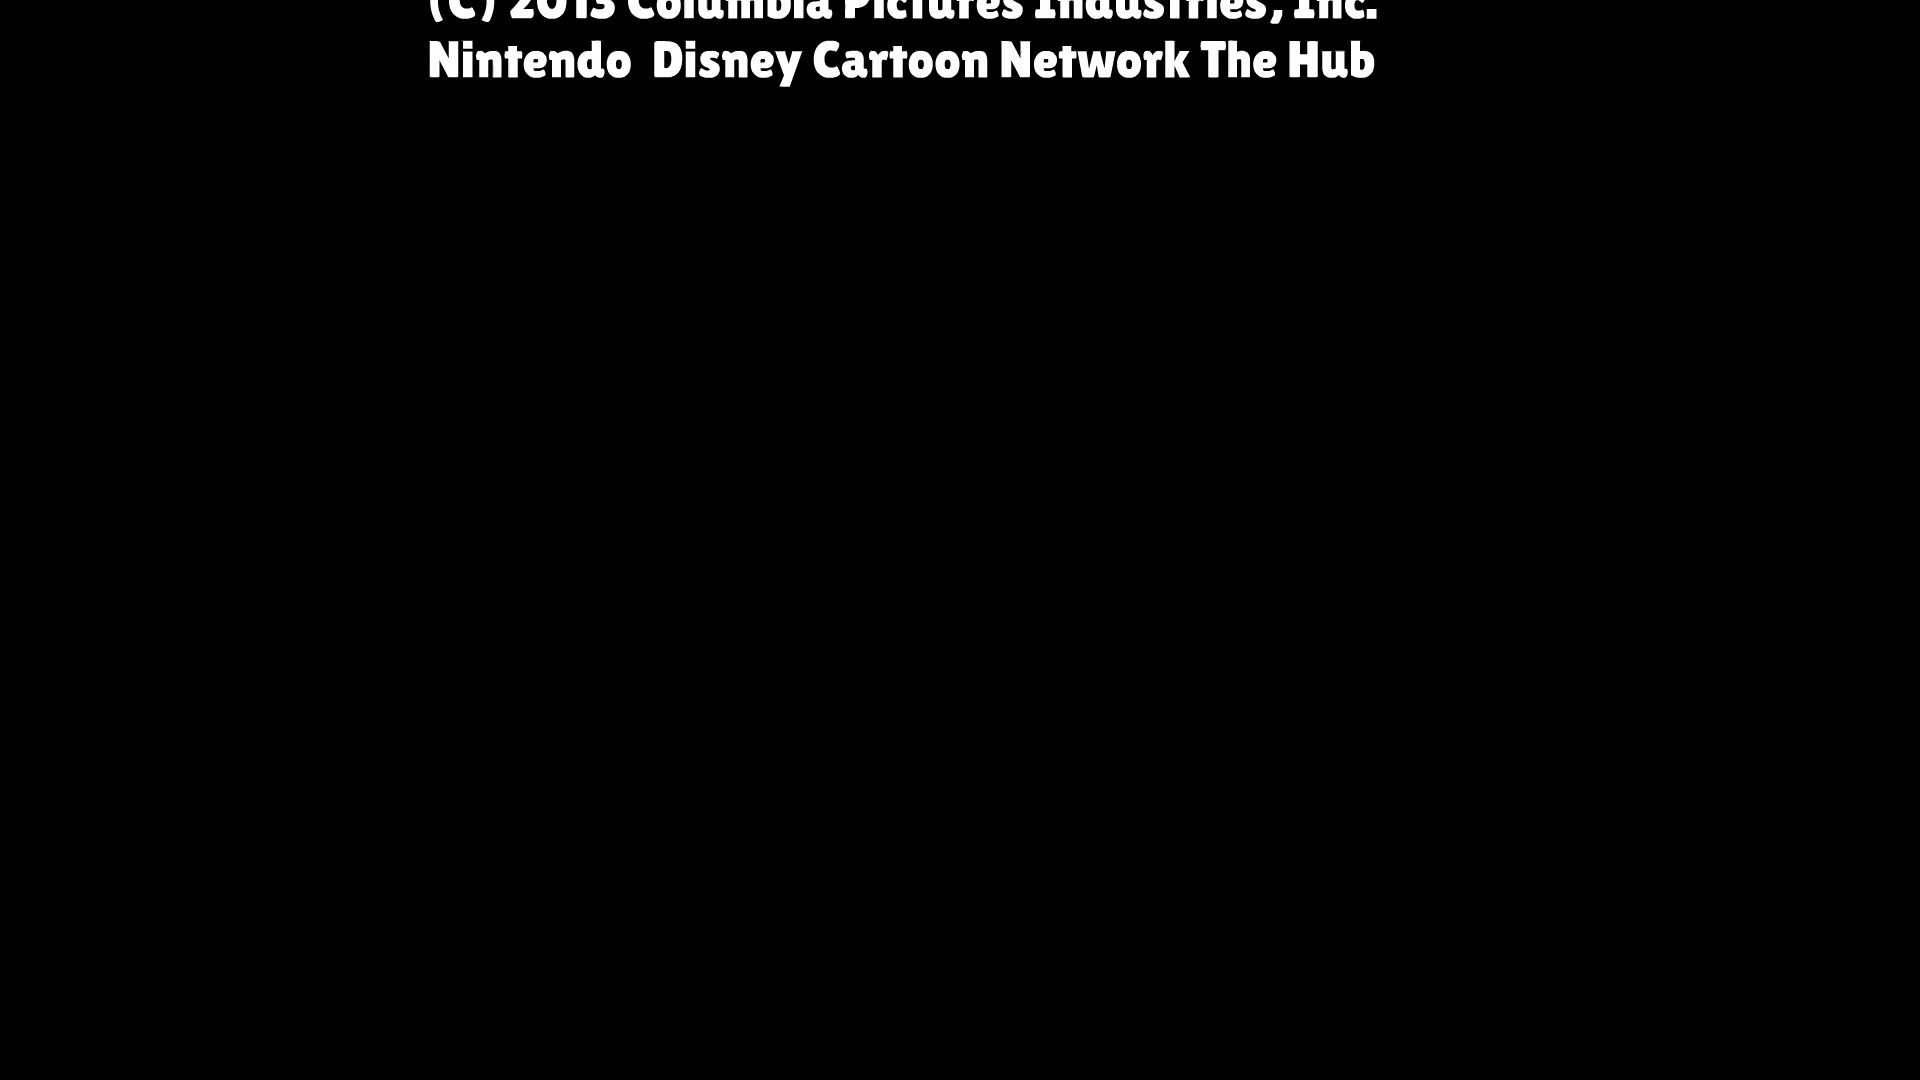 (C) 2013 Columbia Pictures Industries, Inc.
Nintendo  Disney Cartoon Network The Hub